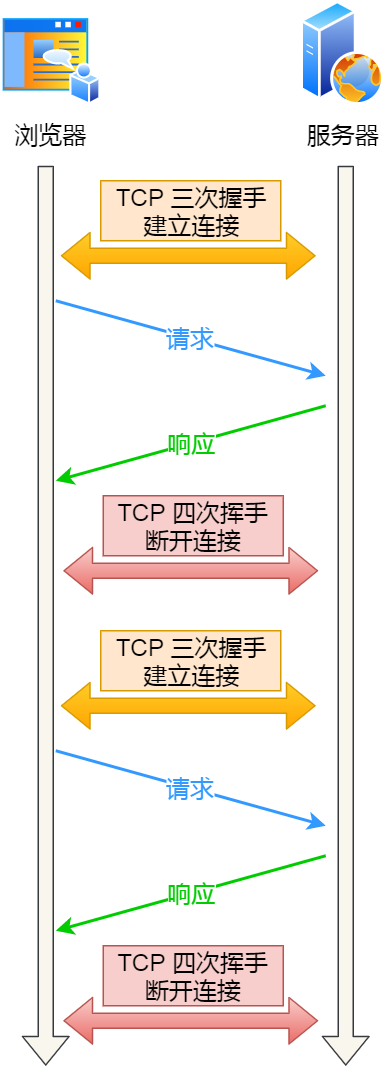 浏览器
服务器
TCP 三次握手
建立连接
请求
响应
TCP 四次挥手
断开连接
TCP 三次握手
建立连接
请求
响应
TCP 四次挥手
断开连接